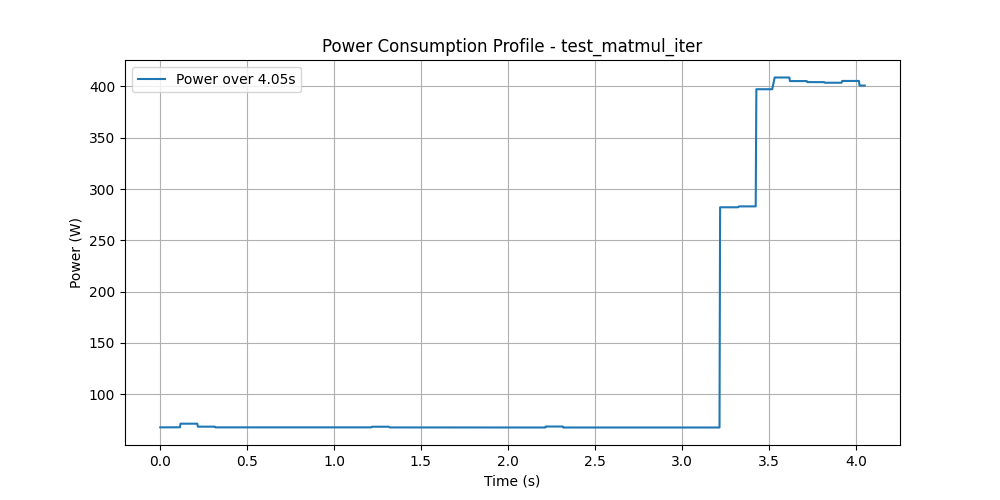 Power Consumption Profile - test_matmul_iter
Power over 4.05s
400
350
300
250
200
150
100
Power (W)
0.0 0.5 1.0 1.5 2.0 2.5 3.0 3.5 4.0
Time (s)